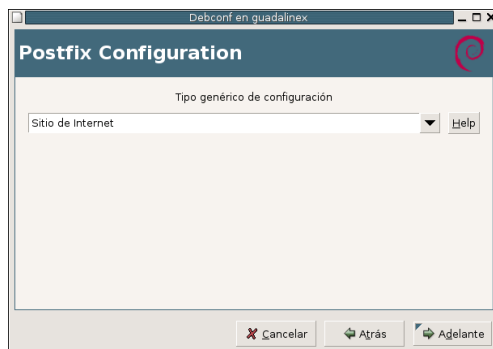 Debconf en guadalinex
Postfix Configuration
Tipo genérico de configuración
Sitio de Internet
Help
Cancelar
Atrás
Adelante